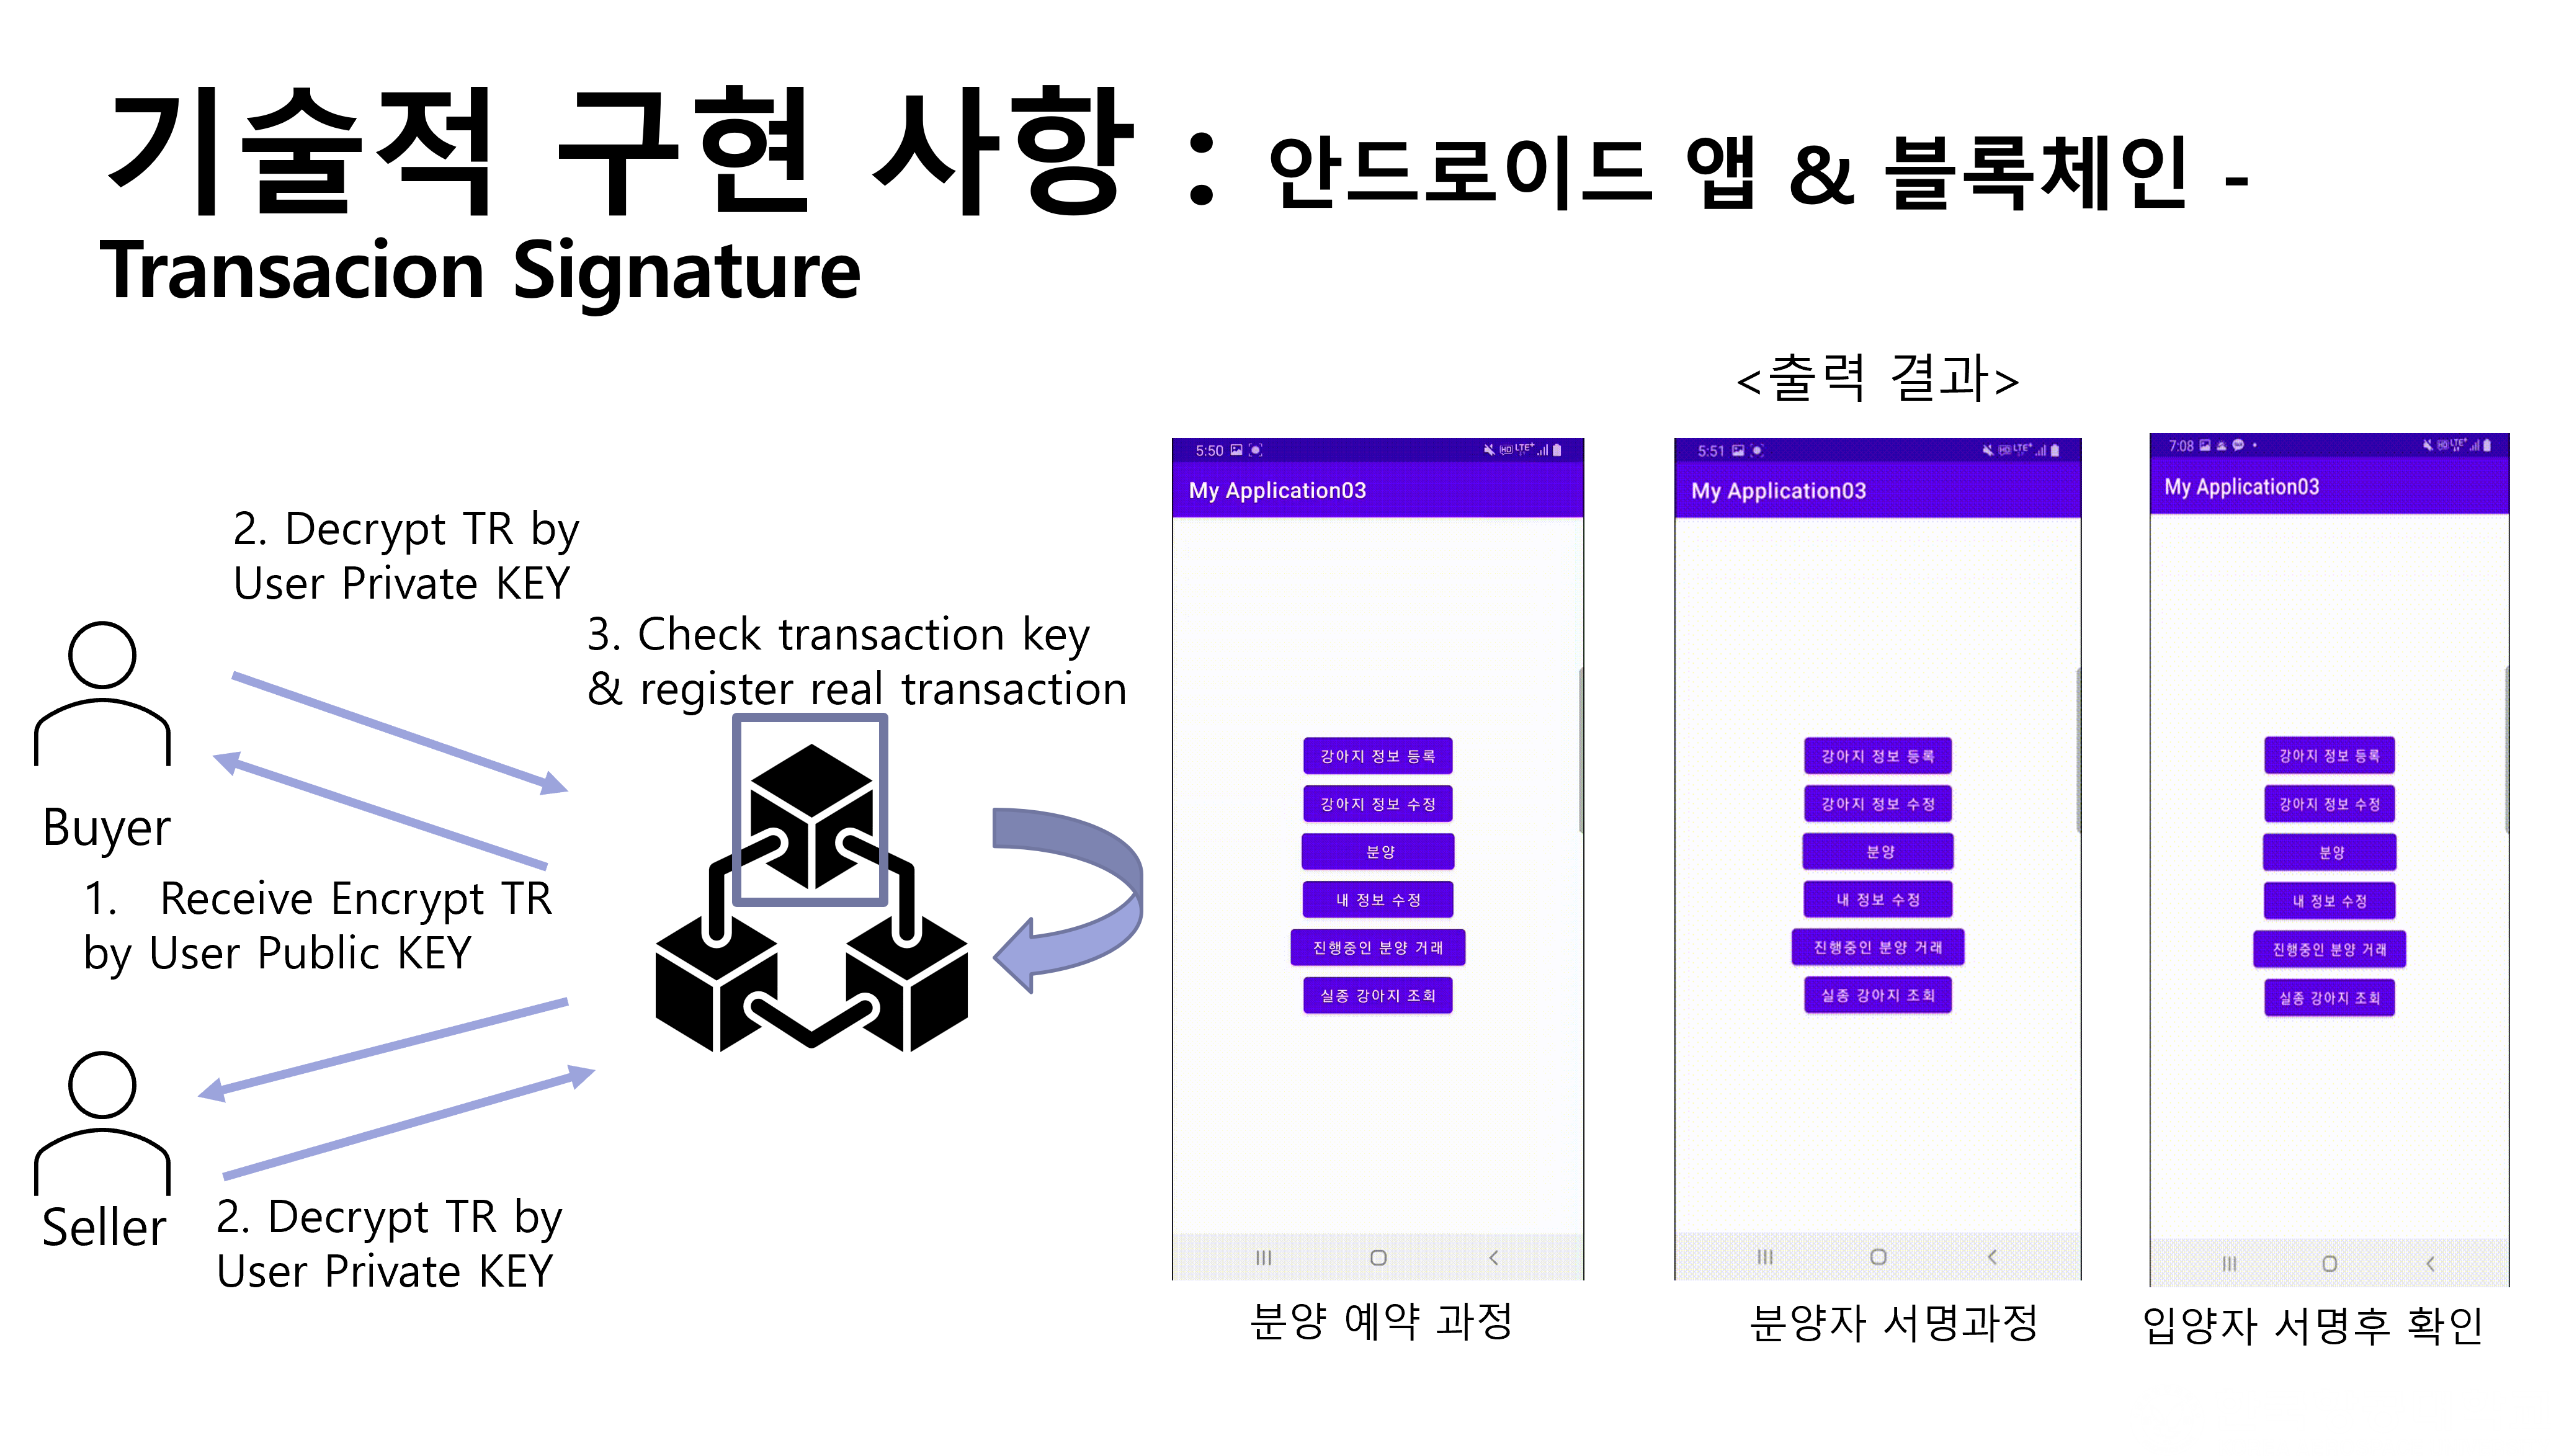 기술적 구현 사항 : 안드로이드 앱 & 블록체인 -
Transacion Signature
<출력 결과>
2. Decrypt TR by
User Private KEY
3. Check transaction key
& register real transaction
Buyer
1. Receive Encrypt TR
by User Public KEY
Seller
2. Decrypt TR by
User Private KEY
5:50
LTE+
My Application03
강아지 정보 등록
강아지 정보 수정
분양
내 정보 수정
진행중인 분양 거래
실종 강아지 조회
분양 예약 과정
5:51
LTE+
My Application03
강아지 정보 등록
강아지 정보 수정
분양
내 정보 수정
진행중인 분양 거래
실종 강아지 조회
분양자 서명과정
7:08
LTE+
My Application03
강아지 정보 등록
강아지 정보 수정
분양
내 정보 수정
진행중인 분양 거래
실종 강아지 조회
입양자 서명후 확인